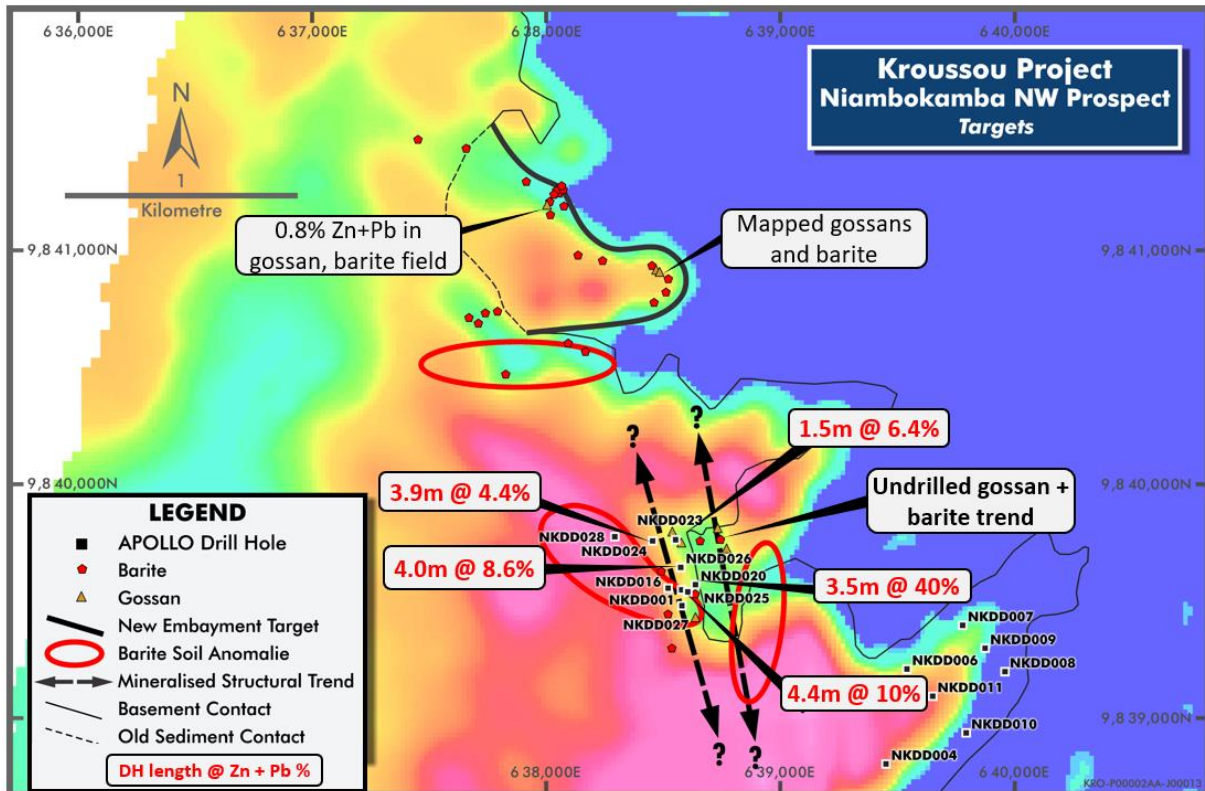 6 36,000E
6 37,000E
6 38,000E
6 39,000E
6 40,000E
Kroussou Project
Niambokamba NW Prospect
Targets
N
1
Kilometre
0.8% Zn+Pb in
gossan, barite field
Mapped gossans
and barite
9,8 41,000N
9,8 41,000N
?
?
1.5m @ 6.4%
9,8 40,000N
9,8 40,000N
3.9m @ 4.4%
Undrilled gossan +
barite trend
NKDD023
NKDD028
NKDD024
NKDD026
4.0m @ 8.6%
NKDD016
NKDD020
3.5m @ 40%
NKDD001
NKDD025
NKDD027
NKDD007
NKDD009
NKDD006
NKDD008
4.4m @ 10%
NKDD011
NKDD010
9,8 39,000N
?
?
NKDD004
LEGEND
APOLLO Drill Hole
Barite
Gossan
New Embayment Target
Barite Soil Anomalie
Mineralised Structural Trend
Basement Contact
Old Sediment Contact
DH length @ Zn + Pb %
6 38,000E
6 39,000E
6 40,000E
KRO-P00002AA-J00013